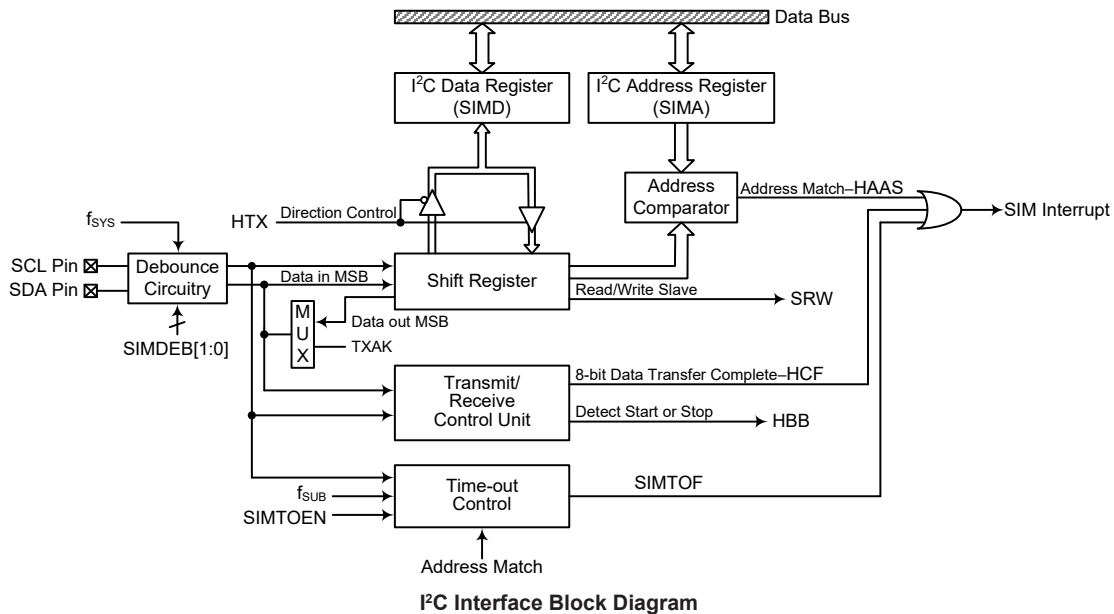 Data Bus
I²C Data Register
(SIMD)
I²C Address Register
(SIMA)
Address
Comparator
Address Match–HAAS
SIM Interrupt
HTX
Direction Control
fSYS
SCL Pin
SDA Pin
Debounce
Circuitry
SIMDEB[1:0]
Data in MSB
Shift Register
Read/Write Slave
SRW
M
U
X
Data out MSB
TXAK
Transmit/
Receive
Control Unit
8-bit Data Transfer Complete–HCF
Detect Start or Stop
HBB
fSUB
SIMTOEN
Time-out
Control
SIMTOF
Address Match
I²C Interface Block Diagram